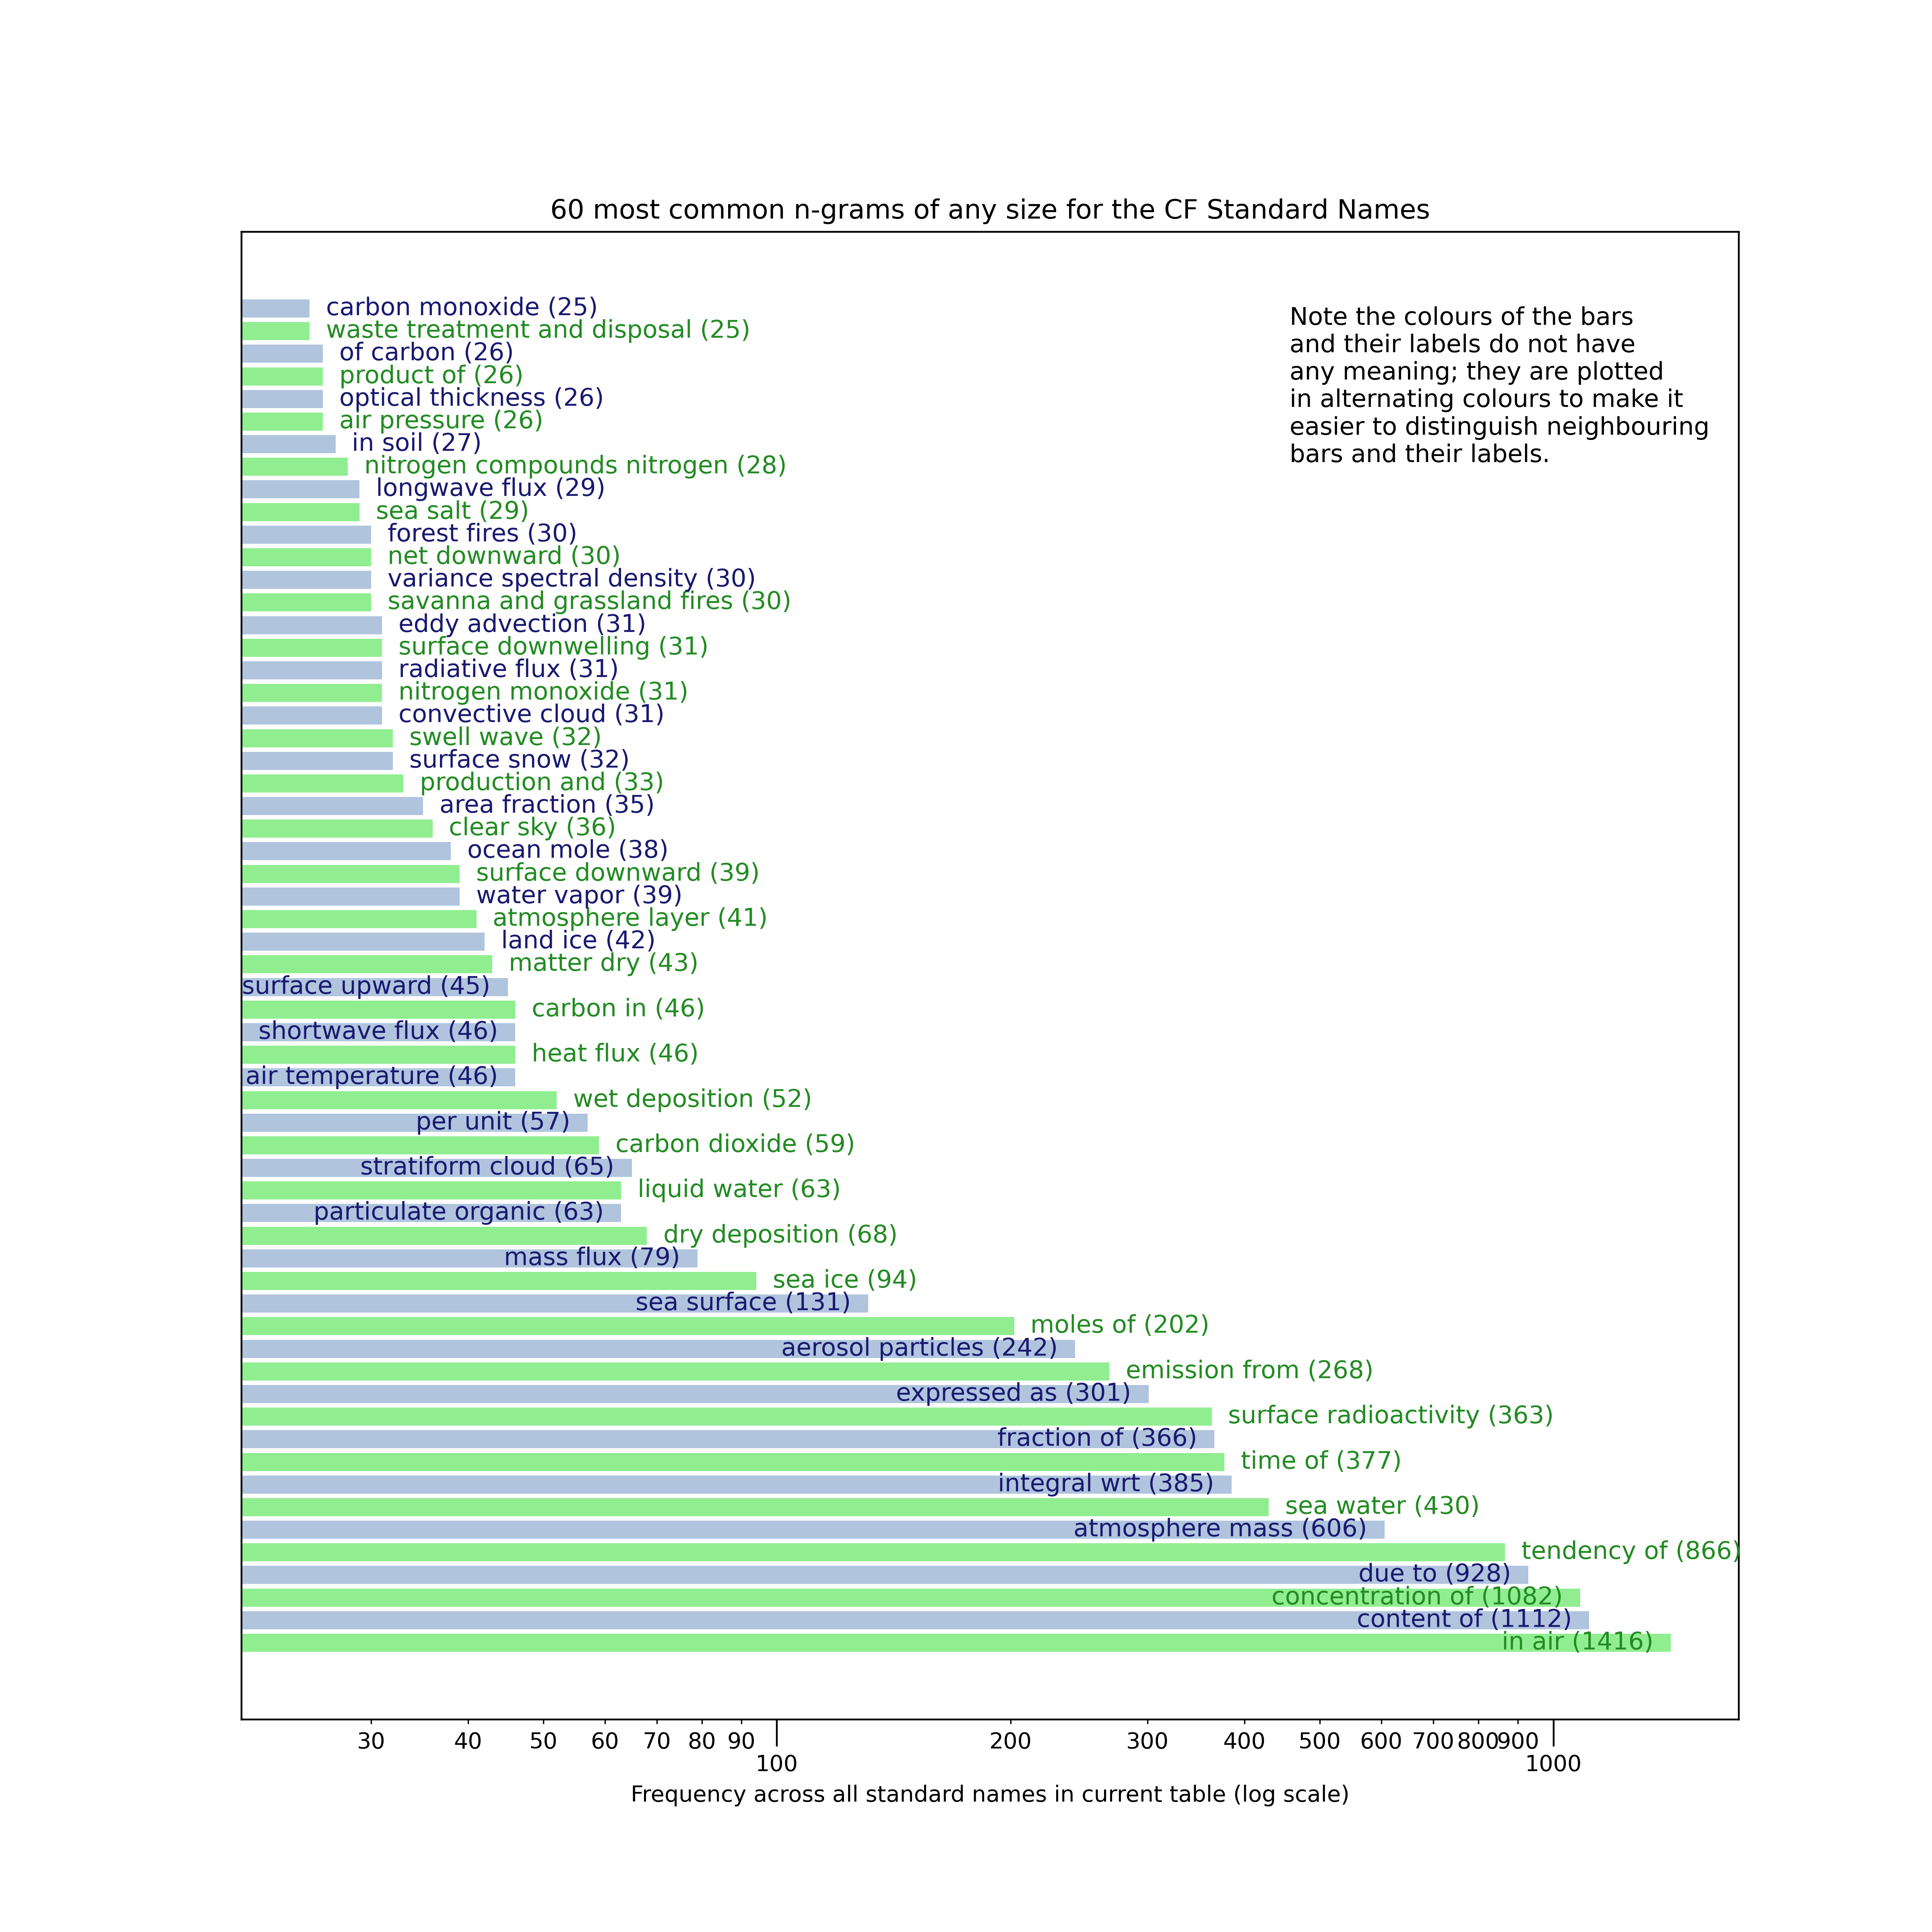 60 most common n-grams of any size for the CF Standard Names
carbon monoxide (25)
waste treatment and disposal (25)
of carbon (26)
product of (26)
optical thickness (26)
air pressure (26)
in soil (27)
nitrogen compounds nitrogen (28)
longwave flux (29)
sea salt (29)
forest fires (30)
net downward (30)
variance spectral density (30)
savanna and grassland fires (30)
eddy advection (31)
surface downwelling (31)
radiative flux (31)
nitrogen monoxide (31)
convective cloud (31)
swell wave (32)
surface snow (32)
production and (33)
area fraction (35)
clear sky (36)
ocean mole (38)
surface downward (39)
water vapor (39)
atmosphere layer (41)
land ice (42)
matter dry (43)
surface upward (45)
carbon in (46)
shortwave flux (46)
heat flux (46)
air temperature (46)
wet deposition (52)
per unit (57)
carbon dioxide (59)
stratiform cloud (65)
liquid water (63)
particulate organic (63)
dry deposition (68)
mass flux (79)
sea ice (94)
sea surface (131)
moles of (202)
aerosol particles (242)
emission from (268)
expressed as (301)
surface radioactivity (363)
fraction of (366)
time of (377)
integral wrt (385)
sea water (430)
atmosphere mass (606)
tendency of (866)
due to (928)
concentration of (1082)
content of (1112)
in air (1416)
Note the colours of the bars
and their labels do not have
any meaning; they are plotted
in alternating colours to make it
easier to distinguish neighbouring
bars and their labels.
30 40 50 60 70 80 90 200 300 400 500 600 700 800 900
100 1000
Frequency across all standard names in current table (log scale)